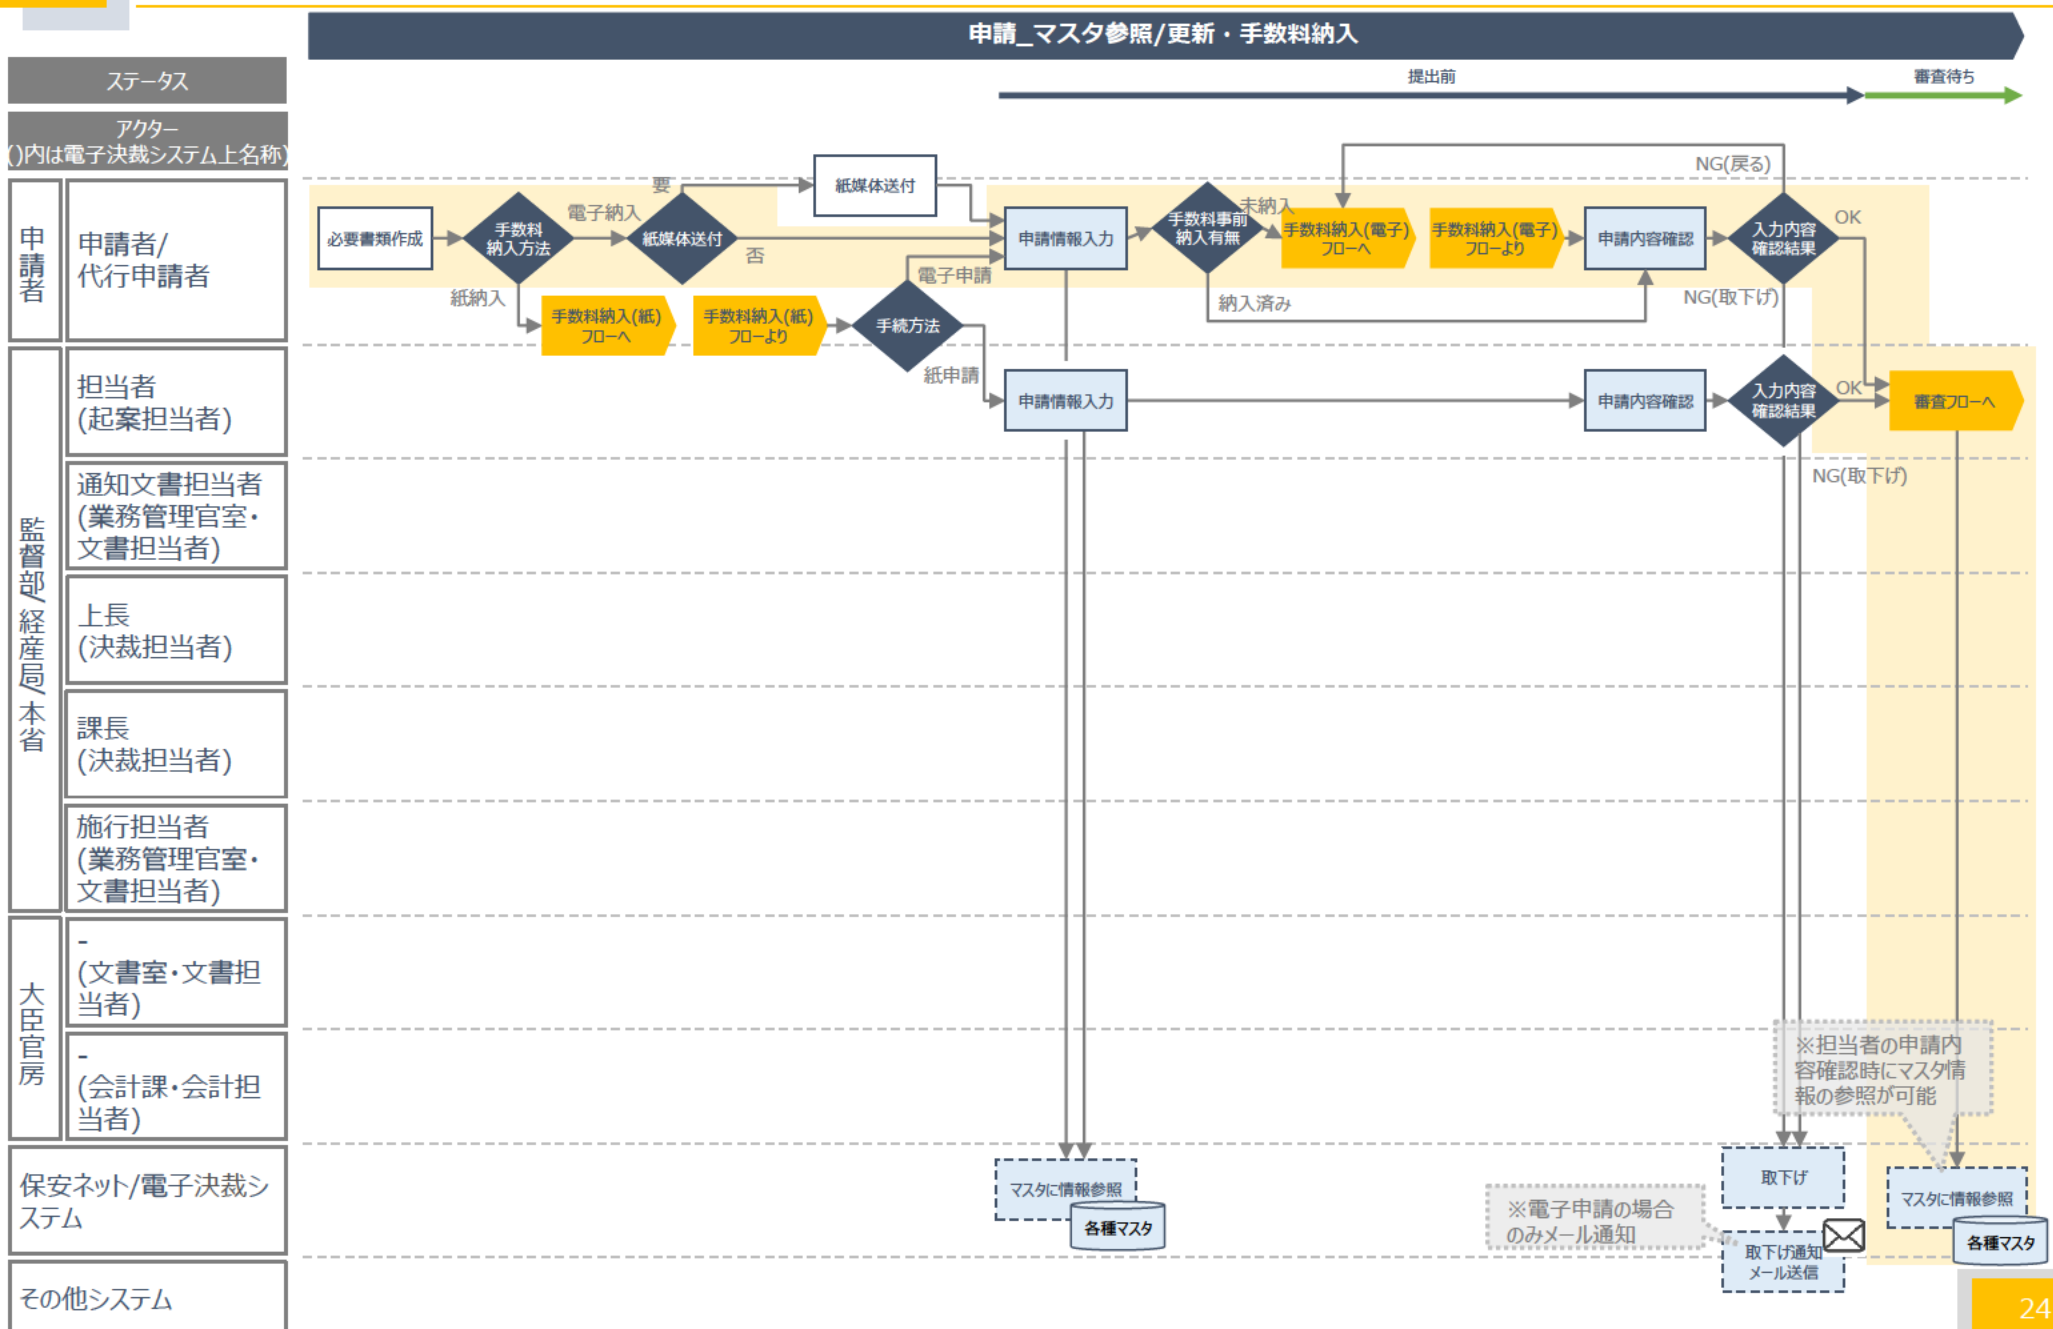 申請_マスタ参照/更新・手数料納入
ステータス
提出前
審査待ち
アクター
()内は電子決裁システム上名称)
申請者
申請者/
代行申請者
必要書類作成
手数料
納入方法
電子納入
紙納入
紙媒体送付
要
否
紙媒体送付
手数料納入(紙)
フローへ
手数料納入(紙)
フローより
手続方法
電子申請
紙申請
申請情報入力
手数料事前
納入有無
未納入
納入済み
手数料納入(電子)
フローへ
手数料納入(電子)
フローより
申請内容確認
入力内容
確認結果
NG(戻る)
OK
NG(取下げ)
監督部/経産局/本省
担当者
(起案担当者)
申請情報入力
申請内容確認
入力内容
確認結果
OK
NG(取下げ)
審査フローへ
通知文書担当者
(業務管理官室・
文書担当者)
上長
(決裁担当者)
課長
(決裁担当者)
施行担当者
(業務管理官室・
文書担当者)
大臣官房
-
(文書室・文書担
当者)
-
(会計課・会計担
当者)
※担当者の申請内
容確認時にマスタ情
報の参照が可能
保安ネット/電子決裁シ
ステム
マスタに情報参照
各種マスタ
※電子申請の場合
のみメール通知
取下げ
取下げ通知
メール送信
マスタに情報参照
各種マスタ
その他システム
24